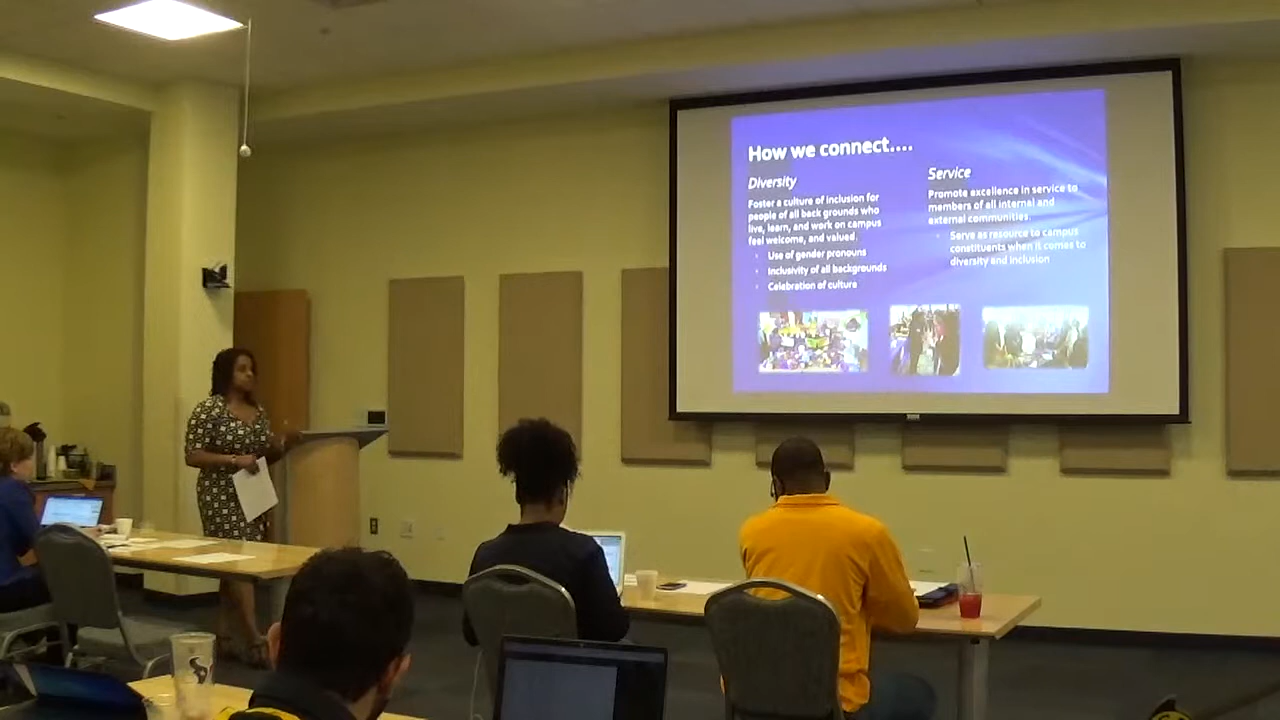 How we connect....
Diversity
Foster a culture of inclusion for
people of all back grounds who
live, learn, and work on campus
feel welcome, and valued.
Use of gender pronouns
Inclusivity of all backgrounds
Celebration of culture
Service
Promote excellence in service to
members of all internal and
external communities.
Serve as resource to campus
constituents when it comes to
diversity and inclusion